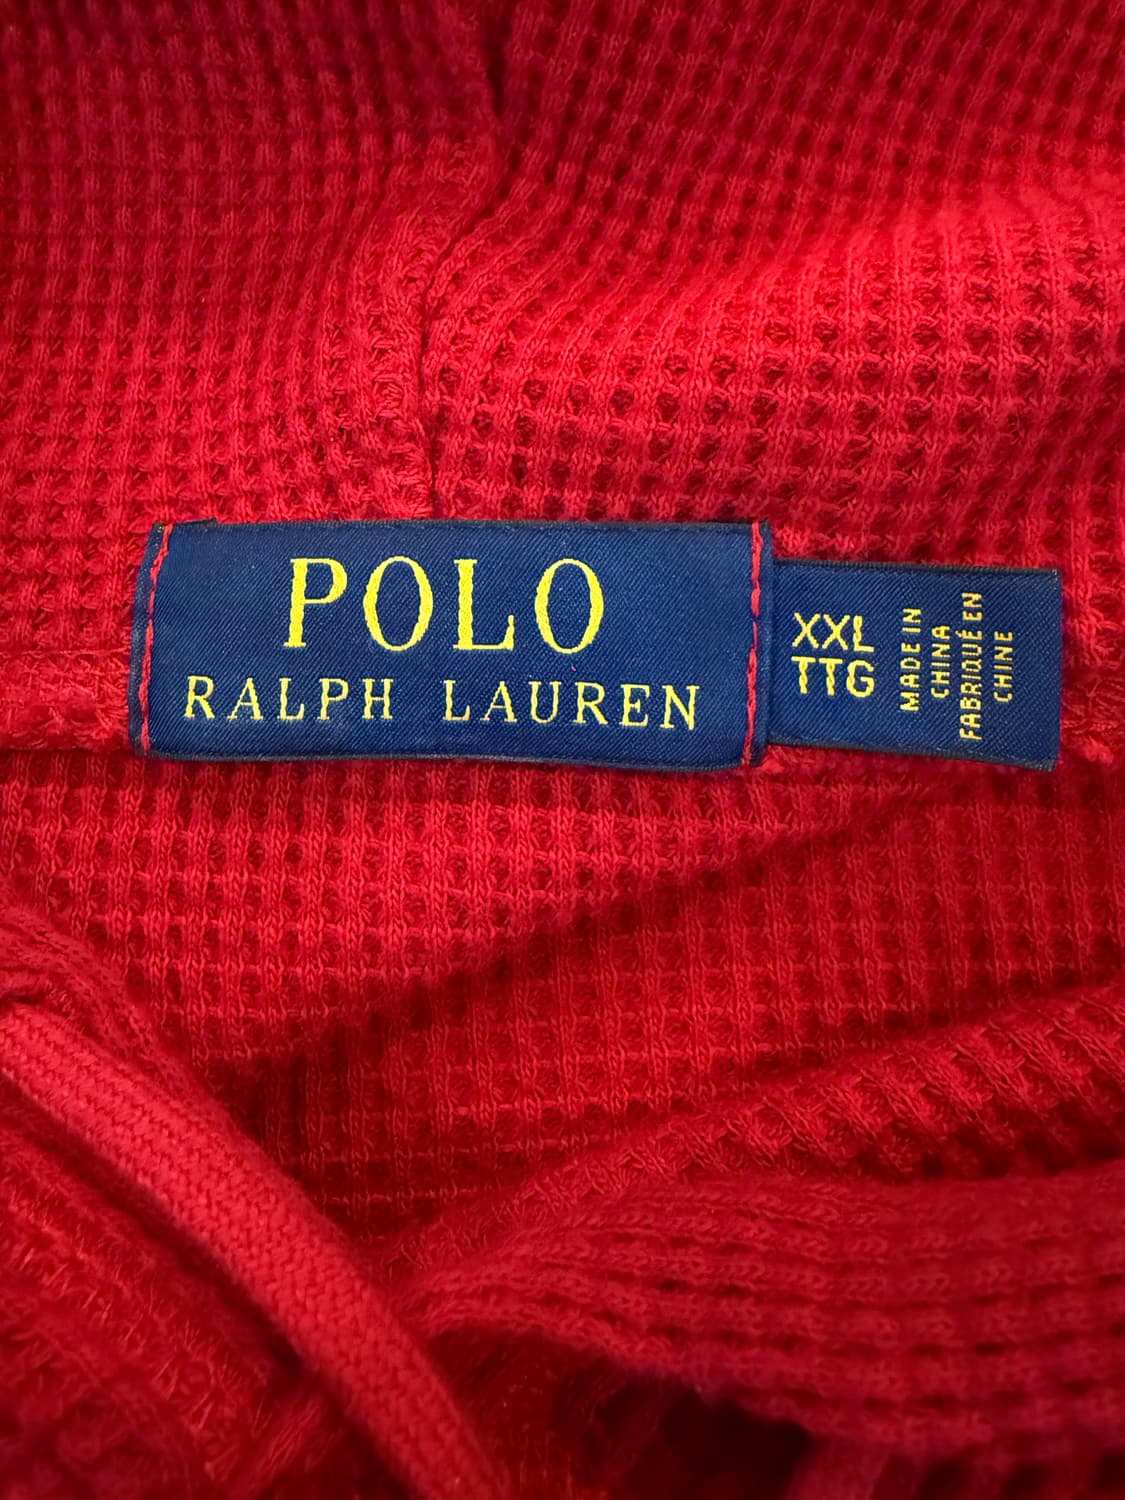 POLO
RALPH LAUREN
XXL
TTG
MADE IN
CHINA
FABRIQUÉ EN
CHINE